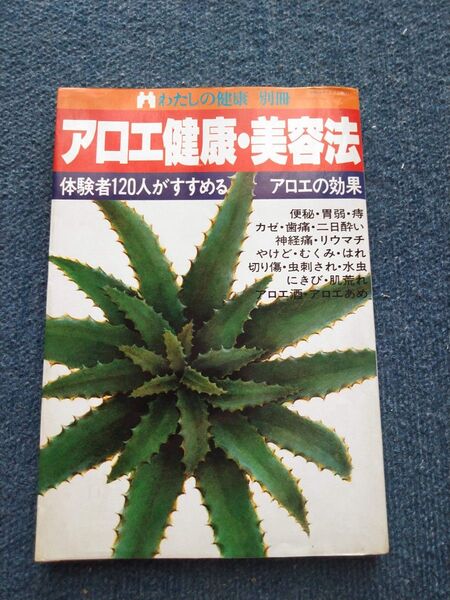 わたしの健康 別冊
アロエ健康・美容法
体験者120人がすすめる アロエの効果
便秘・胃弱・痔
カゼ・歯痛・二日酔い
神経痛・リウマチ
やけど・むくみ・はれ
切り傷・虫刺され・水虫
にきび・肌荒れ
アロエ酒・アロエあめ